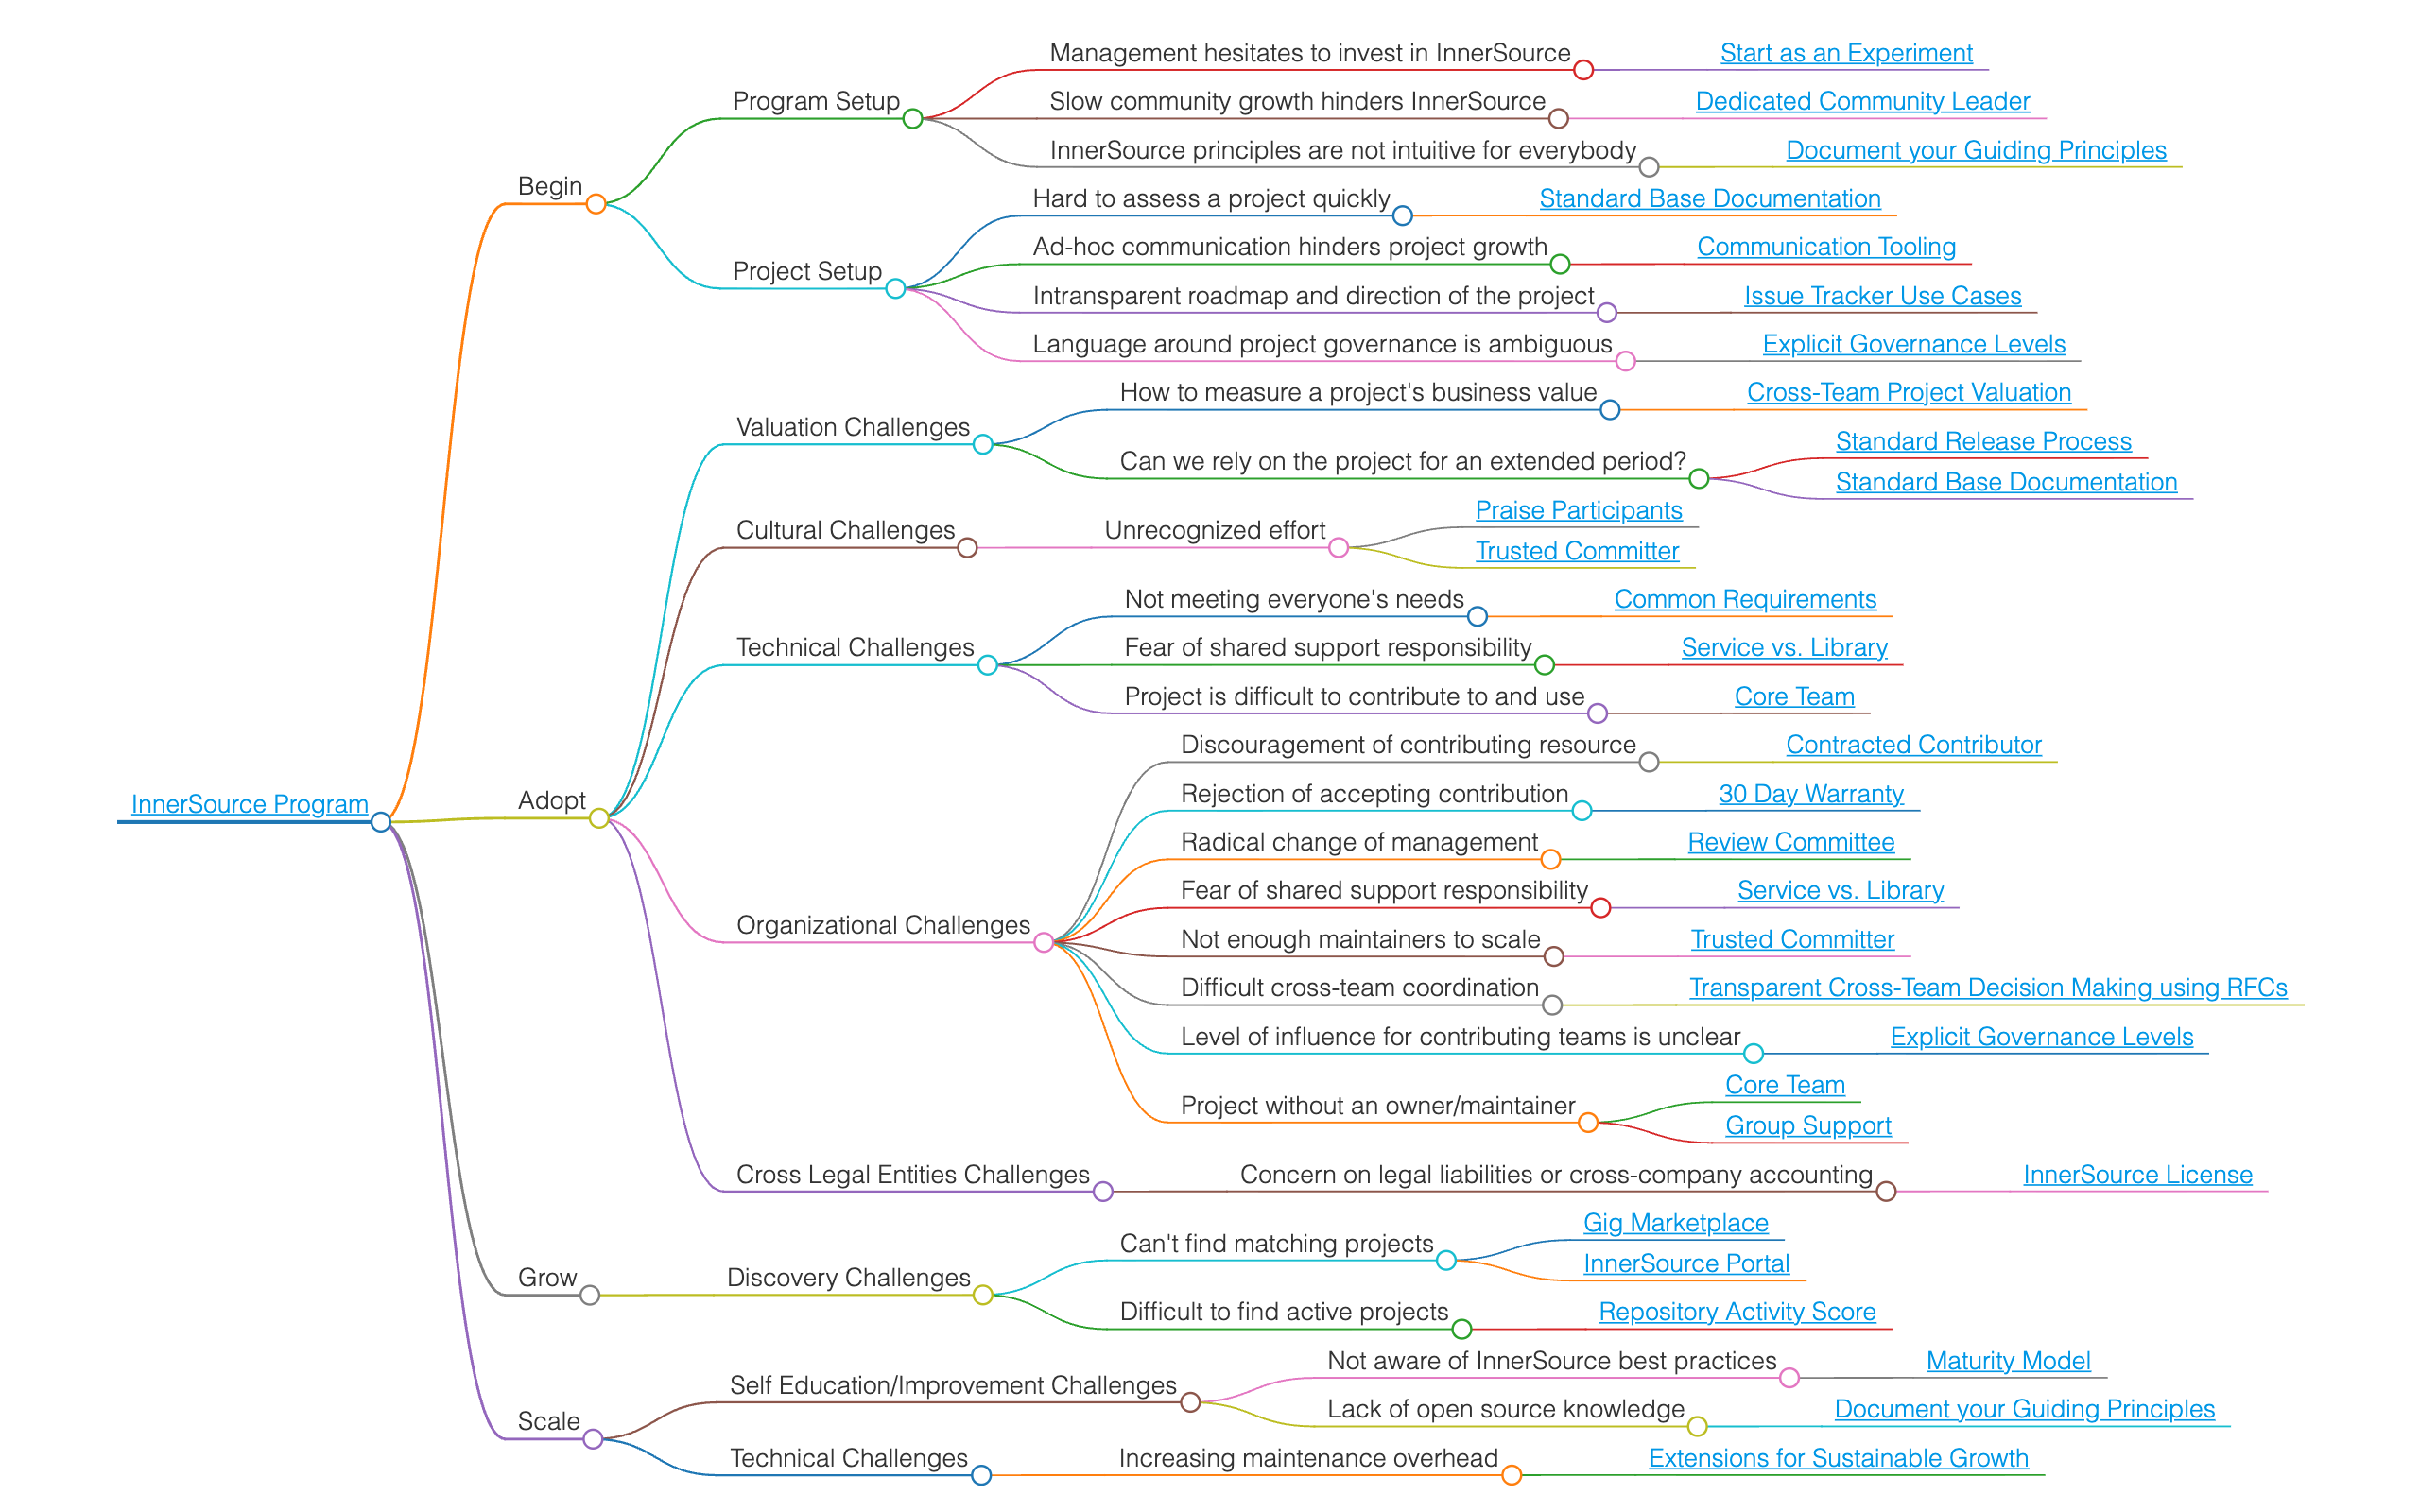 InnerSource Program
Begin
Program Setup
Management hesitates to invest in InnerSource
Start as an Experiment
Slow community growth hinders InnerSource
Dedicated Community Leader
InnerSource principles are not intuitive for everybody
Document your Guiding Principles
Project Setup
Hard to assess a project quickly
Standard Base Documentation
Ad-hoc communication hinders project growth
Communication Tooling
Intransparent roadmap and direction of the project
Issue Tracker Use Cases
Language around project governance is ambiguous
Explicit Governance Levels
Adopt
Valuation Challenges
How to measure a project's business value
Cross-Team Project Valuation
Can we rely on the project for an extended period?
Standard Release Process
Standard Base Documentation
Cultural Challenges
Unrecognized effort
Praise Participants
Trusted Committer
Technical Challenges
Not meeting everyone's needs
Common Requirements
Fear of shared support responsibility
Service vs. Library
Project is difficult to contribute to and use
Core Team
Organizational Challenges
Discouragement of contributing resource
Contracted Contributor
Rejection of accepting contribution
30 Day Warranty
Radical change of management
Review Committee
Fear of shared support responsibility
Service vs. Library
Not enough maintainers to scale
Trusted Committer
Difficult cross-team coordination
Transparent Cross-Team Decision Making using RFCs
Level of influence for contributing teams is unclear
Explicit Governance Levels
Project without an owner/maintainer
Core Team
Group Support
Cross Legal Entities Challenges
Concern on legal liabilities or cross-company accounting
InnerSource License
Grow
Discovery Challenges
Can't find matching projects
Gig Marketplace
InnerSource Portal
Difficult to find active projects
Repository Activity Score
Scale
Self Education/Improvement Challenges
Not aware of InnerSource best practices
Maturity Model
Lack of open source knowledge
Document your Guiding Principles
Technical Challenges
Increasing maintenance overhead
Extensions for Sustainable Growth